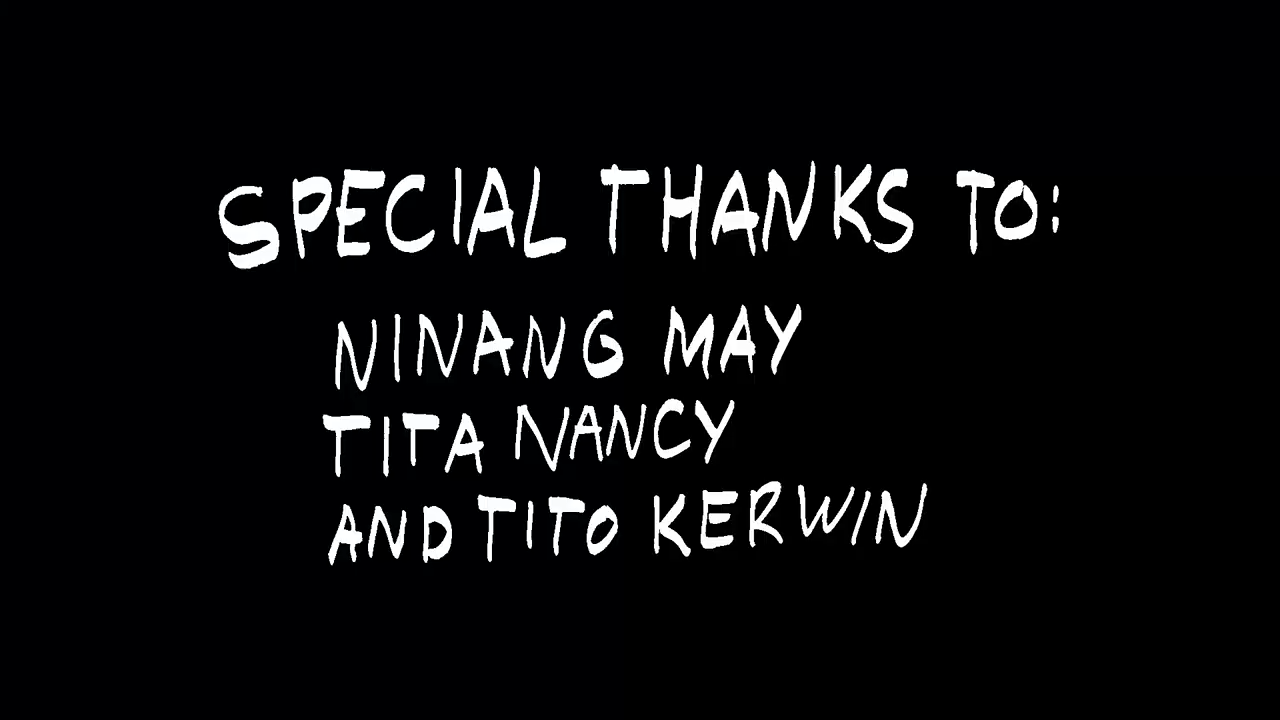 SPECIAL THANKS TO:
NINANG MAY
TITA NANCY
AND TITO KERWIN